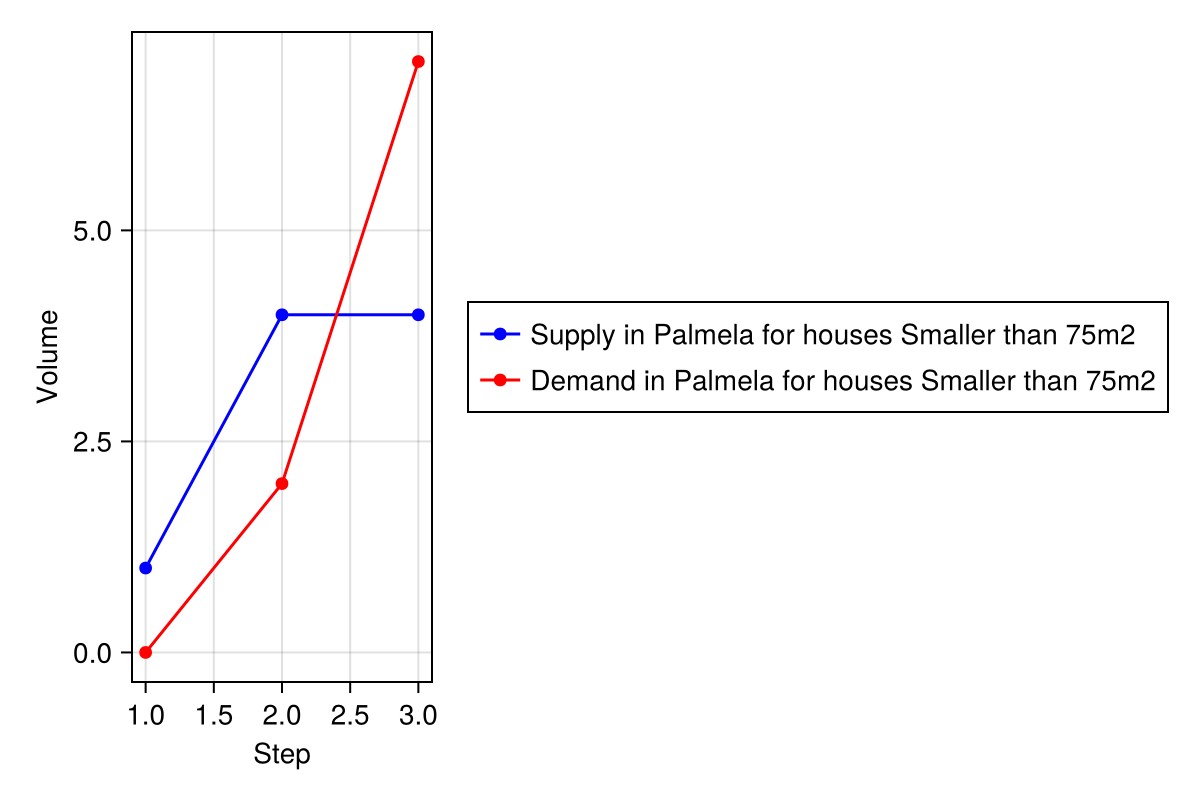 Volume
5.0
2.5
0.0
1.0 1.5 2.0 2.5 3.0
Step
Supply in Palmela for houses Smaller than 75m2
Demand in Palmela for houses Smaller than 75m2